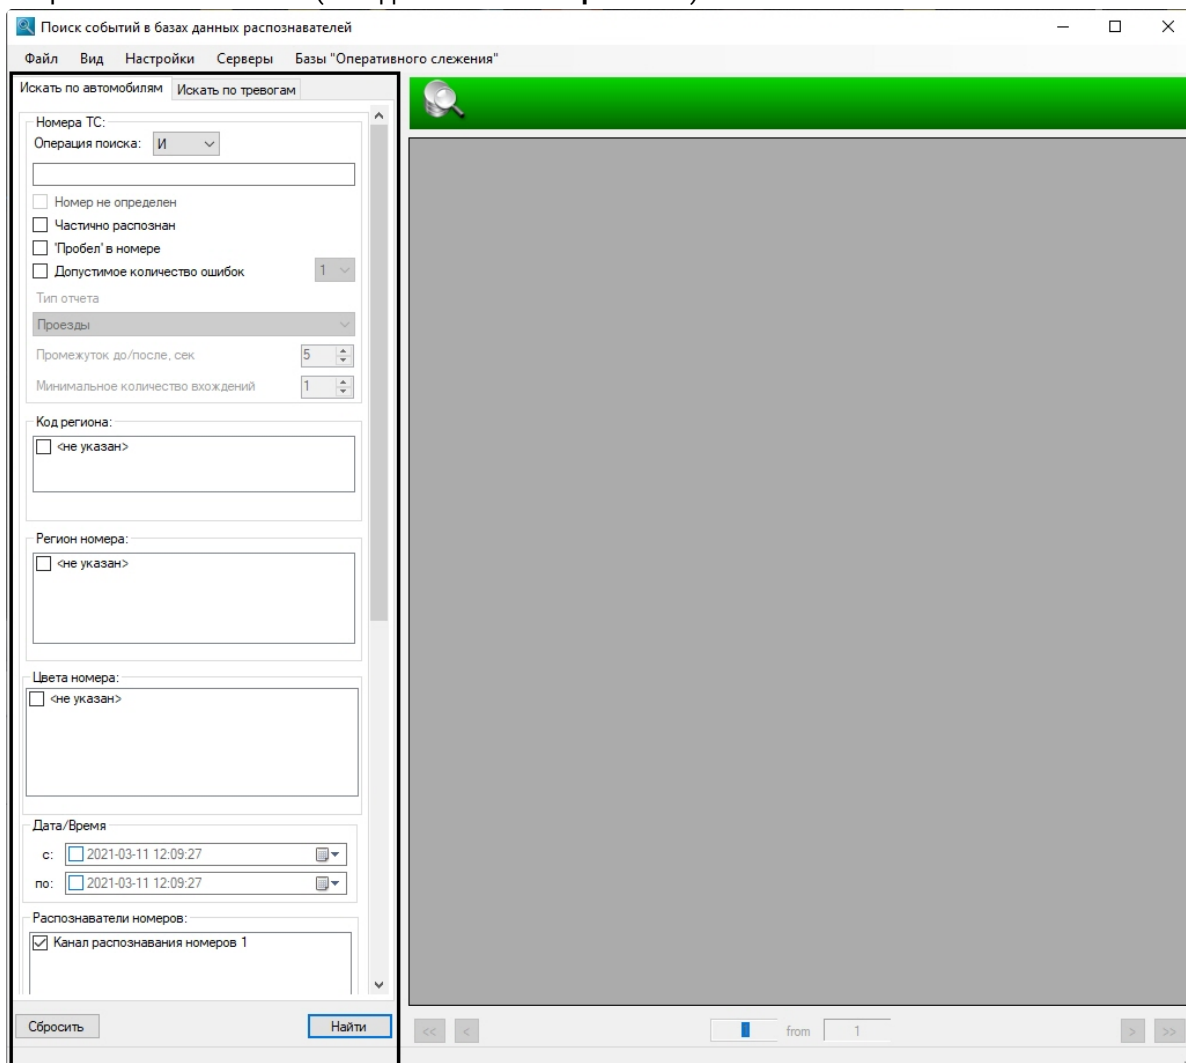 Поиск событий в базах данных распознавателей
Файл Вид Настройки Серверы Базы "Оперативного слежения"
Искать по автомобилям Искать по тревогам
Номера ТС:
Операция поиска: И
Номер не определен
Частично распознан
'Пробел' в номере
Допустимое количество ошибок 1
Тип отчета
Проезды
Промежуток до/после, сек 5
Минимальное количество вхождений 1
Код региона:
<не указан>
Регион номера:
<не указан>
Цвета номера:
<не указан>
Дата/Время
с: 2021-03-11 12:09:27
по: 2021-03-11 12:09:27
Распознаватели номеров:
Канал распознавания номеров 1
Сбросить Найти
<< < from 1 > >>